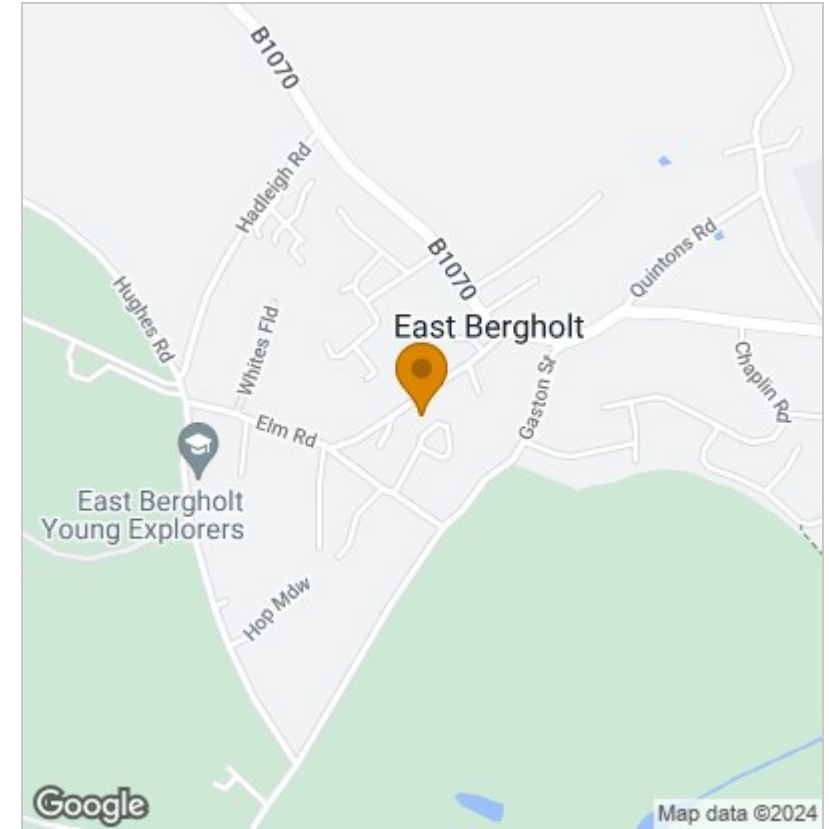 B1070
Hadleigh Rd
B1070
Quintons Rd
Hughes Rd
Whites Fld
East Bergholt
Gaston St
Chaplin Rd
Elm Rd
East Bergholt
Young Explorers
Hop Mdw
Google
Map data ©2024